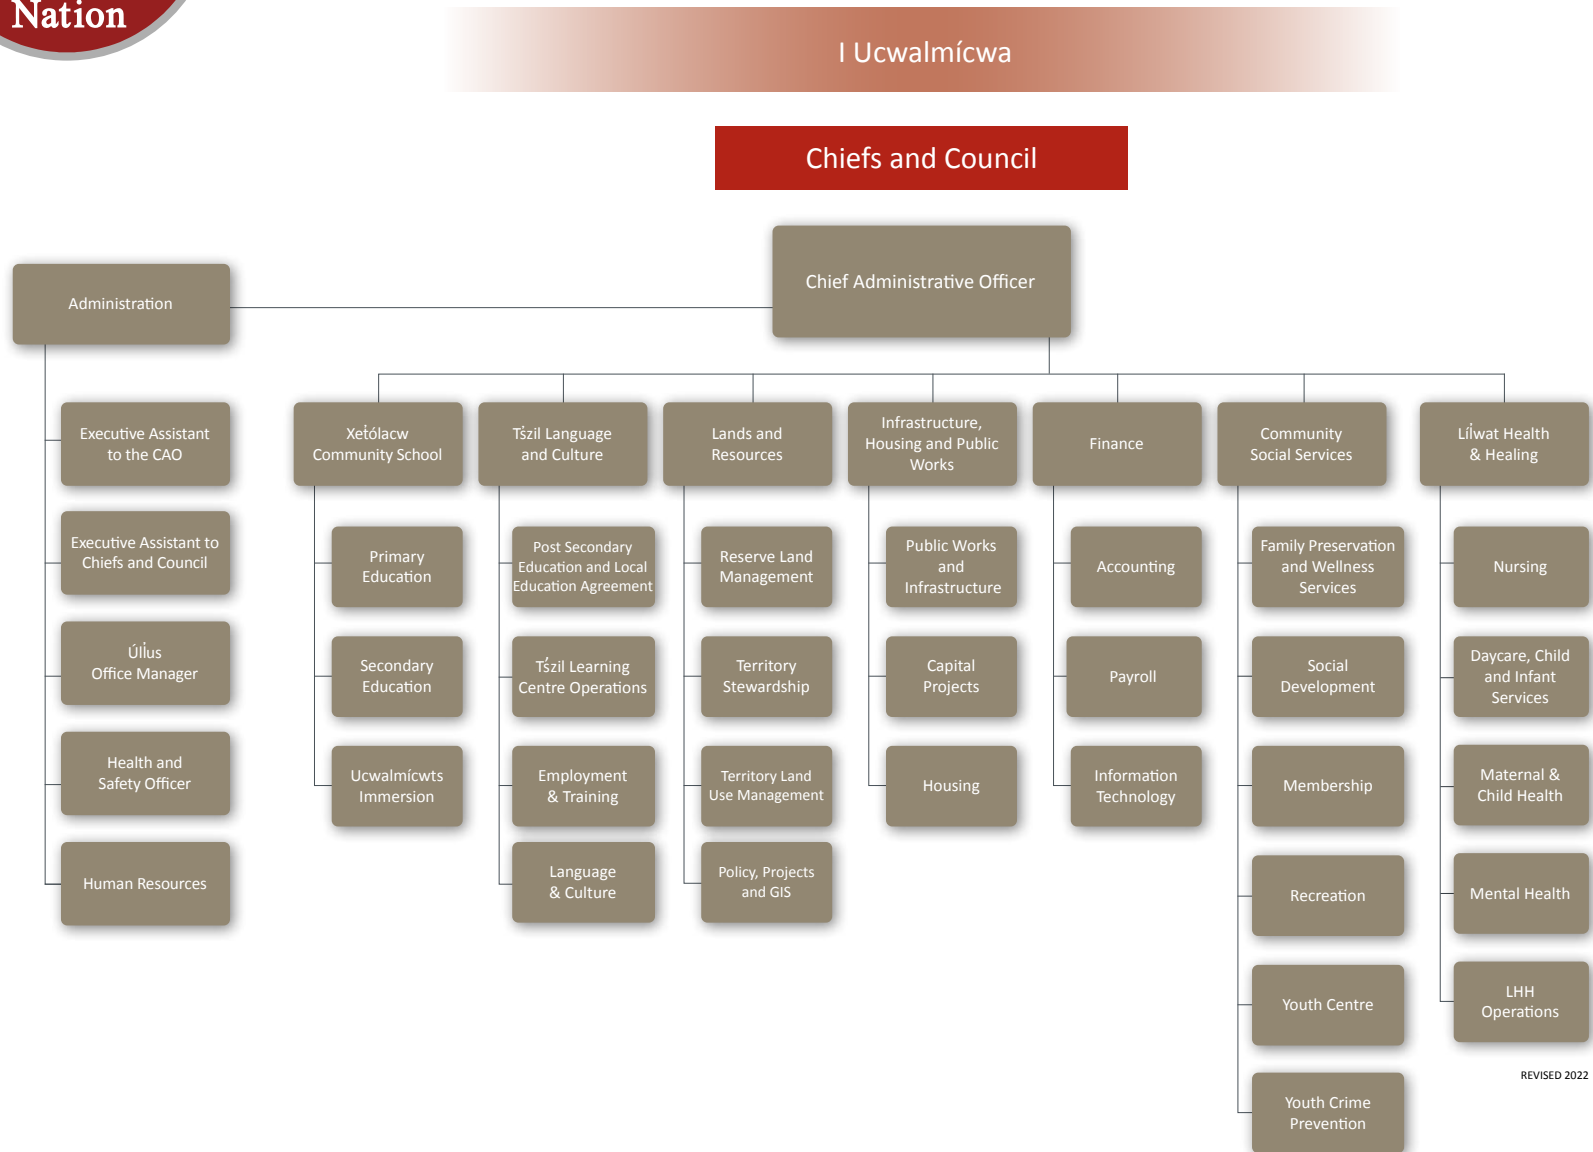 Nation
I Ucwalmícwa
Chiefs and Council
Chief Administrative Officer
Administration
Executive Assistant
to the CAO
Executive Assistant to
Chiefs and Council
Úl̓l̓us
Office Manager
Health and
Safety Officer
Human Resources
Xet̓ólacw
Community School
Primary
Education
Secondary
Education
Ucwalmícwts
Immersion
Ts̓zil Language
and Culture
Post Secondary
Education and Local
Education Agreement
Ts̓zil Learning
Centre Operations
Employment
& Training
Language
& Culture
Lands and
Resources
Reserve Land
Management
Territory
Stewardship
Territory Land
Use Management
Policy, Projects
and GIS
Infrastructure,
Housing and Public
Works
Public Works
and
Infrastructure
Capital
Projects
Housing
Finance
Accounting
Payroll
Information
Technology
Community
Social Services
Family Preservation
and Wellness
Services
Social
Development
Membership
Recreation
Youth Centre
Youth Crime
Prevention
Líl̓wat Health
& Healing
Nursing
Daycare, Child
and Infant
Services
Maternal &
Child Health
Mental Health
LHH
Operations
REVISED 2022